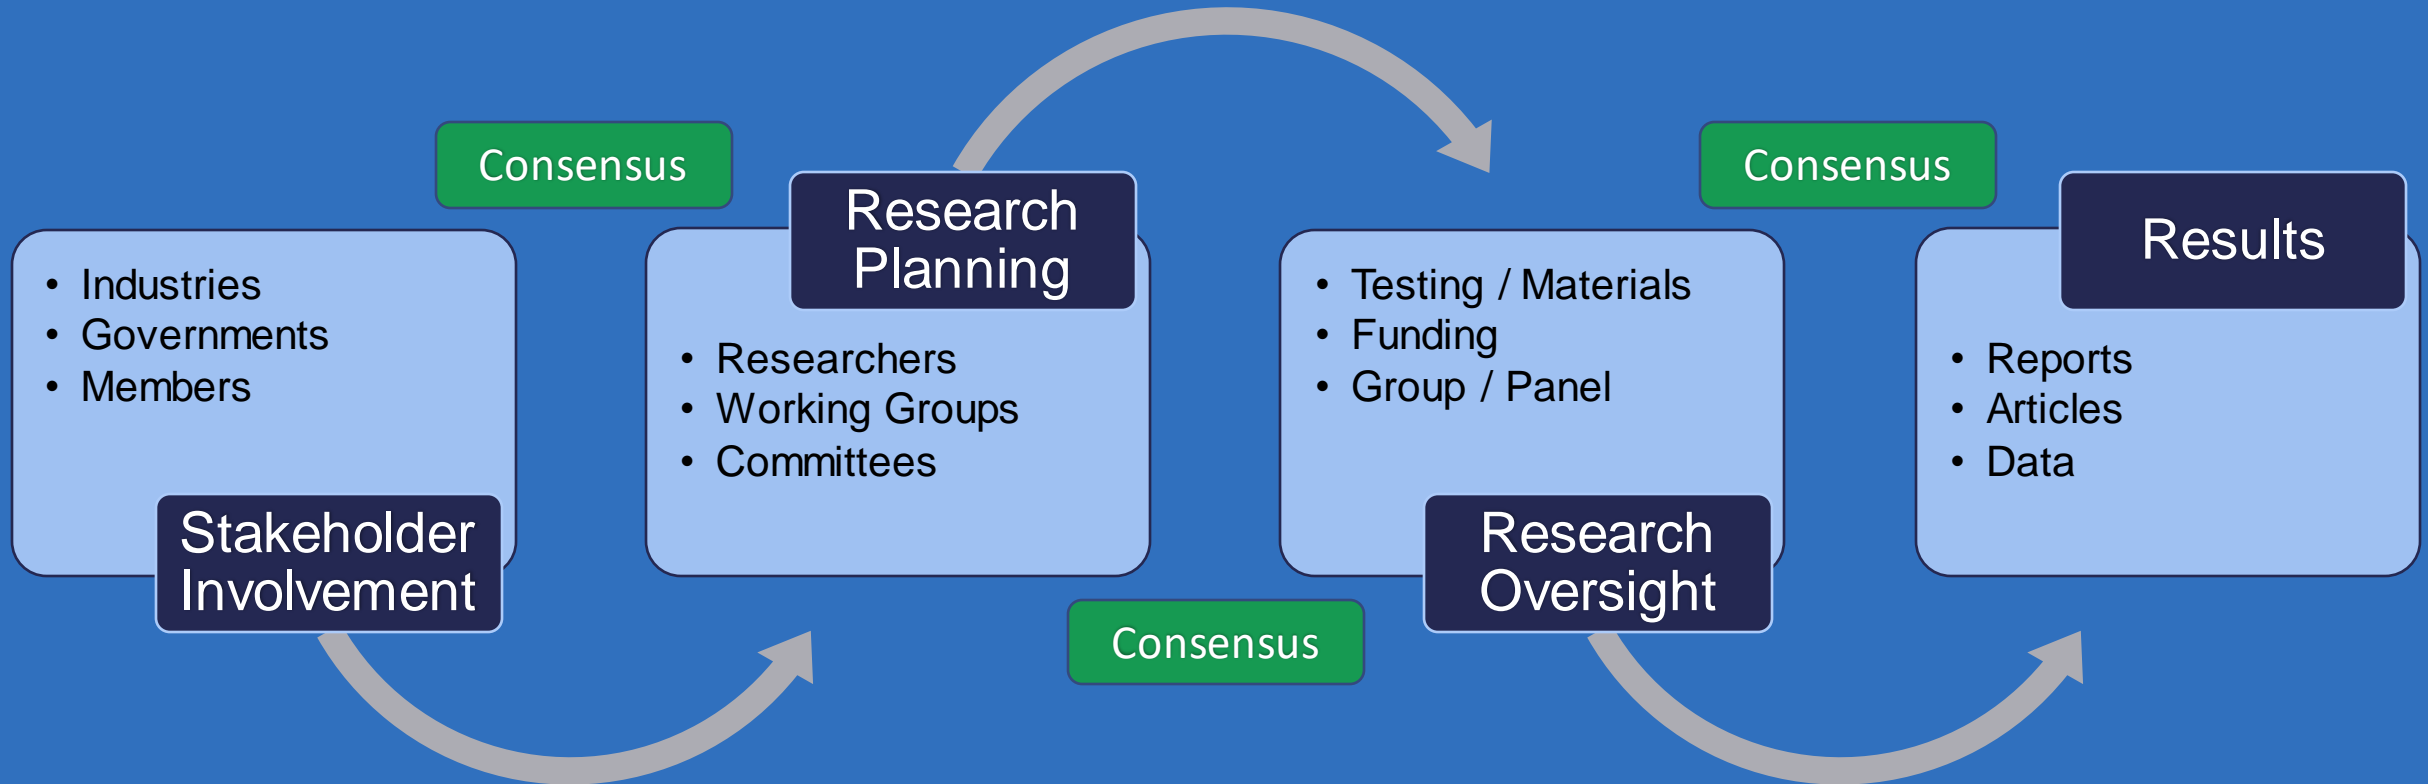 • Industries
• Governments
• Members
Stakeholder
Involvement
Consensus
Research
Planning
• Researchers
• Working Groups
• Committees
Consensus
• Testing / Materials
• Funding
• Group / Panel
Research
Oversight
Consensus
Results
• Reports
• Articles
• Data